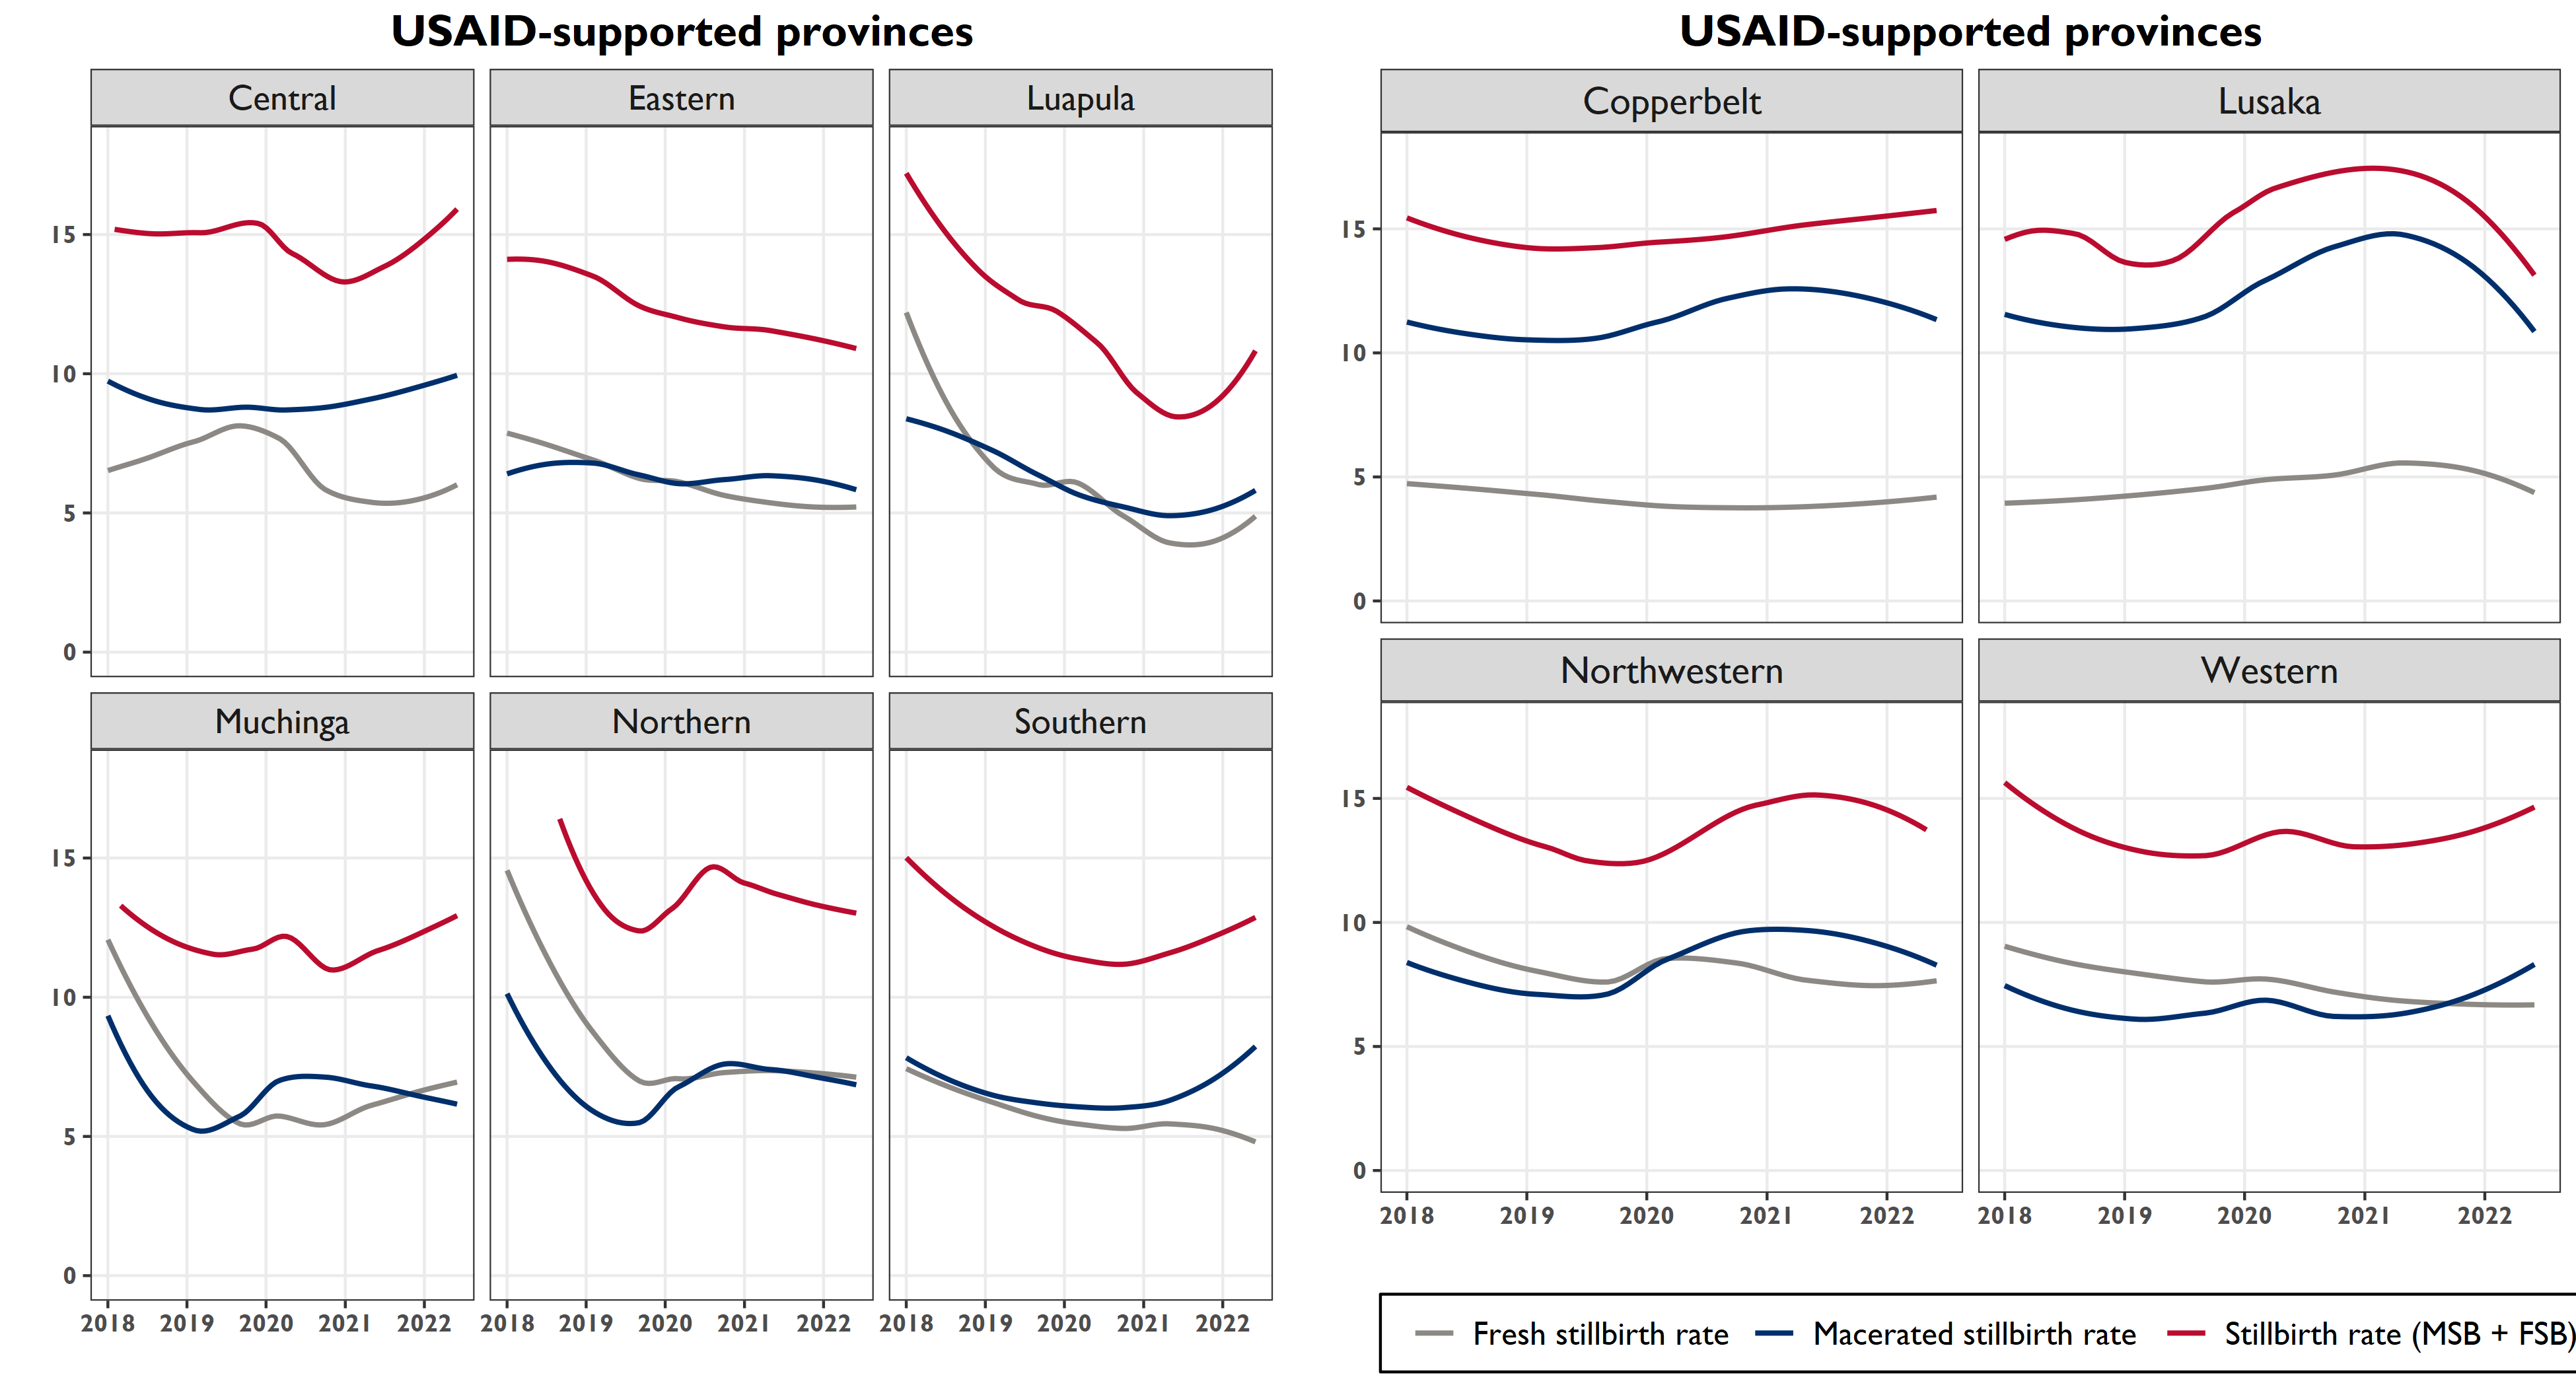 USAID-supported provinces
Central
Eastern
Luapula
15
10
5
0
Muchinga
Northern
Southern
15
10
5
0
2018 2019 2020 2021 2022
2018 2019 2020 2021 2022
2018 2019 2020 2021 2022
USAID-supported provinces
Copperbelt
Lusaka
15
10
5
0
Northwestern
Western
15
10
5
0
2018 2019 2020 2021 2022
2018 2019 2020 2021 2022
Fresh stillbirth rate
Macerated stillbirth rate
Stillbirth rate (MSB + FSB)